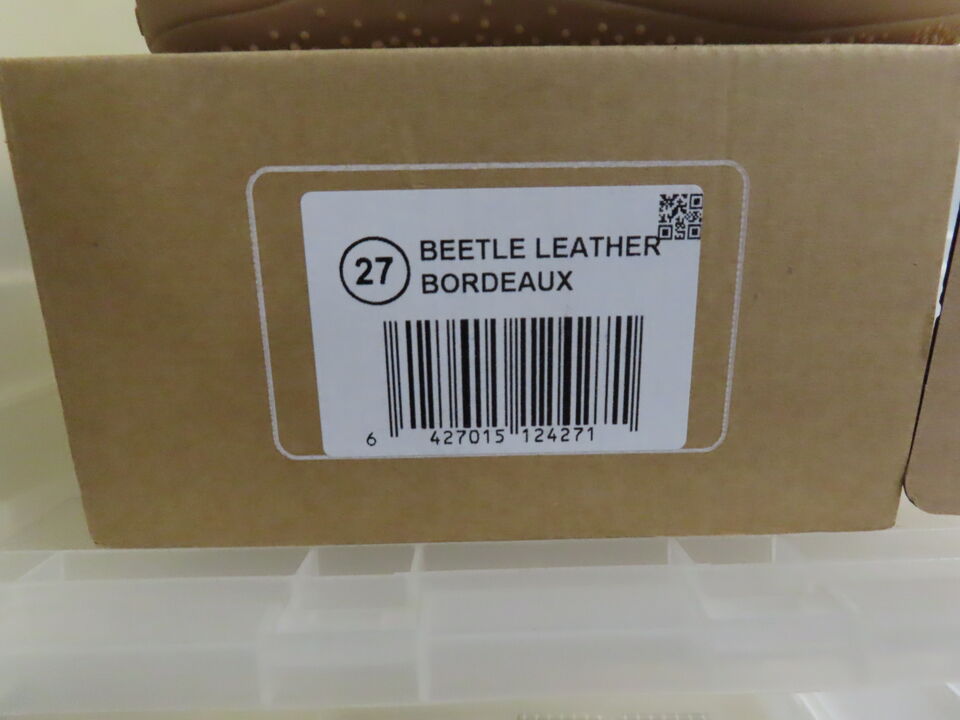 27
BEETLE LEATHER
BORDEAUX
6 427015 124271